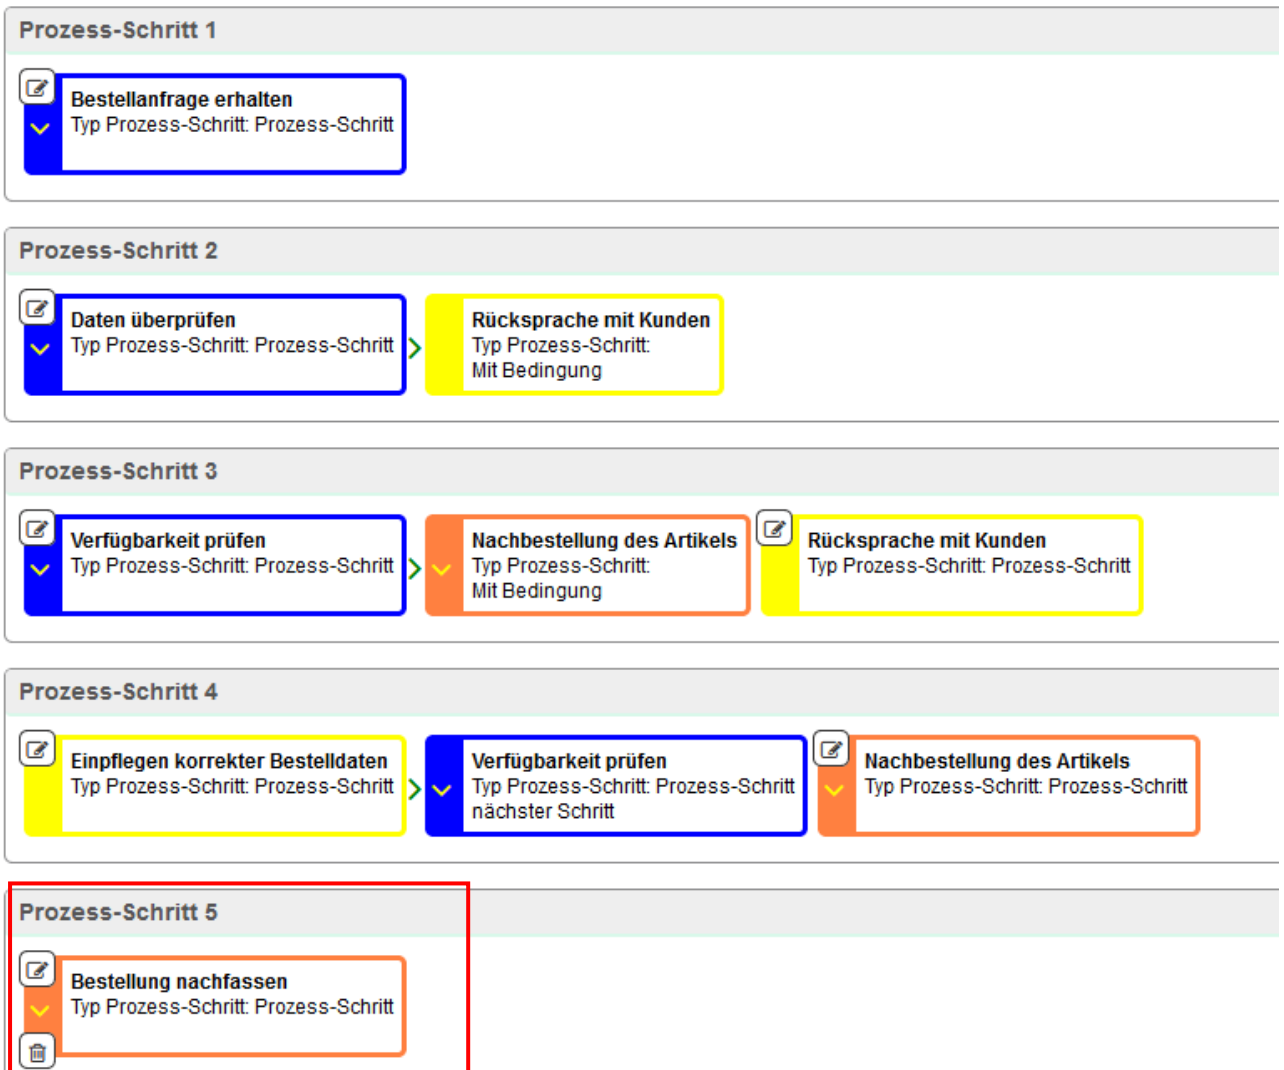 Prozess-Schritt 1
Bestellanfrage erhalten
Typ Prozess-Schritt: Prozess-Schritt
Prozess-Schritt 2
Daten überprüfen
Typ Prozess-Schritt: Prozess-Schritt
Rücksprache mit Kunden
Typ Prozess-Schritt:
Mit Bedingung
Prozess-Schritt 3
Verfügbarkeit prüfen
Typ Prozess-Schritt: Prozess-Schritt
Nachbestellung des Artikels
Typ Prozess-Schritt:
Mit Bedingung
Rücksprache mit Kunden
Typ Prozess-Schritt: Prozess-Schritt
Prozess-Schritt 4
Einpflegen korrekter Bestelldaten
Typ Prozess-Schritt: Prozess-Schritt
Verfügbarkeit prüfen
Typ Prozess-Schritt: Prozess-Schritt
nächster Schritt
Nachbestellung des Artikels
Typ Prozess-Schritt: Prozess-Schritt
Prozess-Schritt 5
Bestellung nachfassen
Typ Prozess-Schritt: Prozess-Schritt